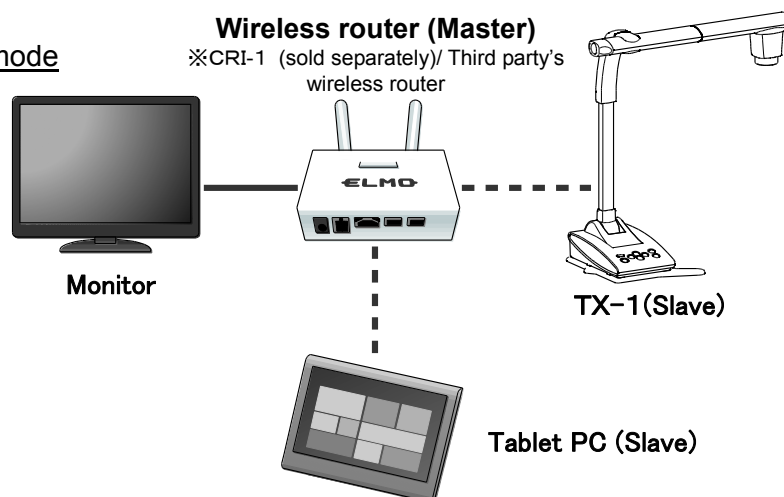 Wireless router (Master)
※CRI-1 (sold separately)/ Third party's
wireless router
mode
ELMO
Monitor
TX-1(Slave)
Tablet PC (Slave)